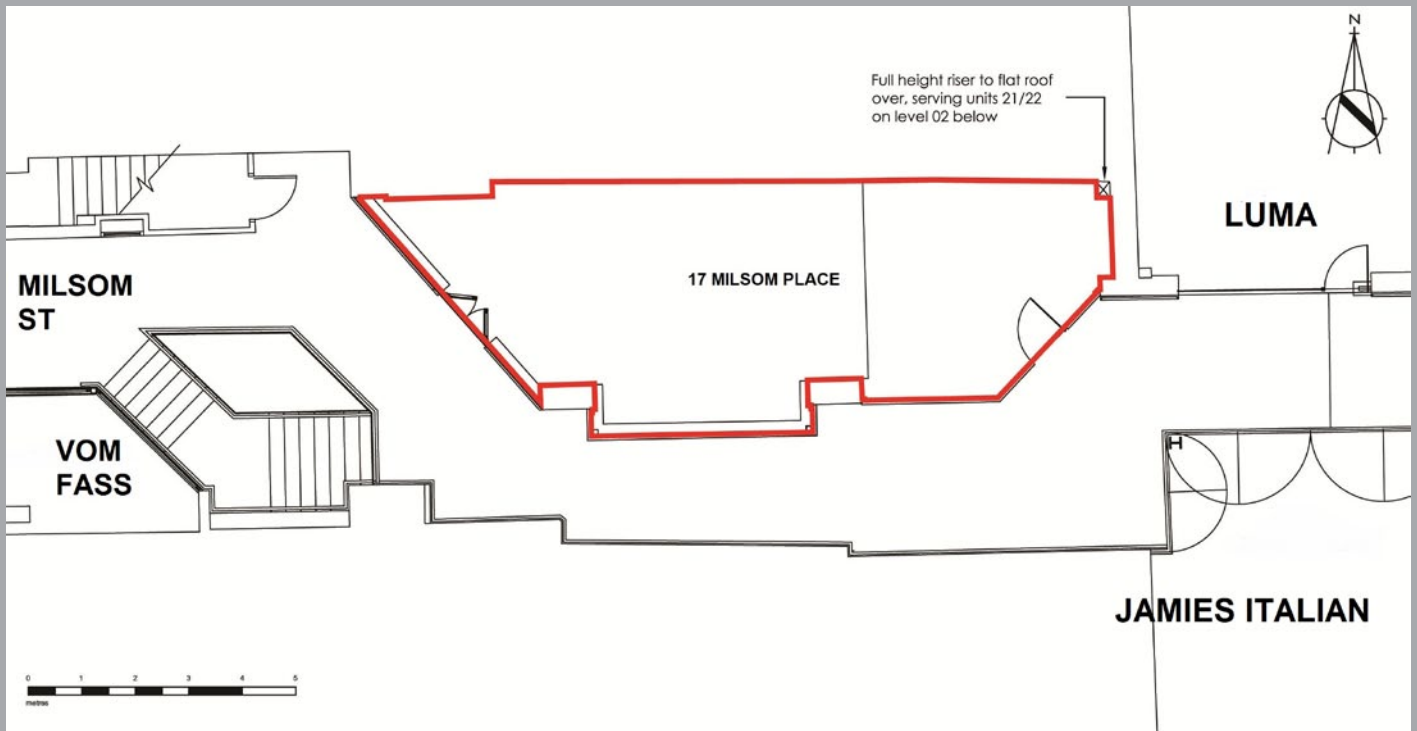 N
Full height riser to flat roof
over, serving units 21/22
on level 02 below
LUMA
MILSOM
ST
17 MILSOM PLACE
VOM
FASS
H
JAMIES ITALIAN
0 1 2 3 4 5
metres